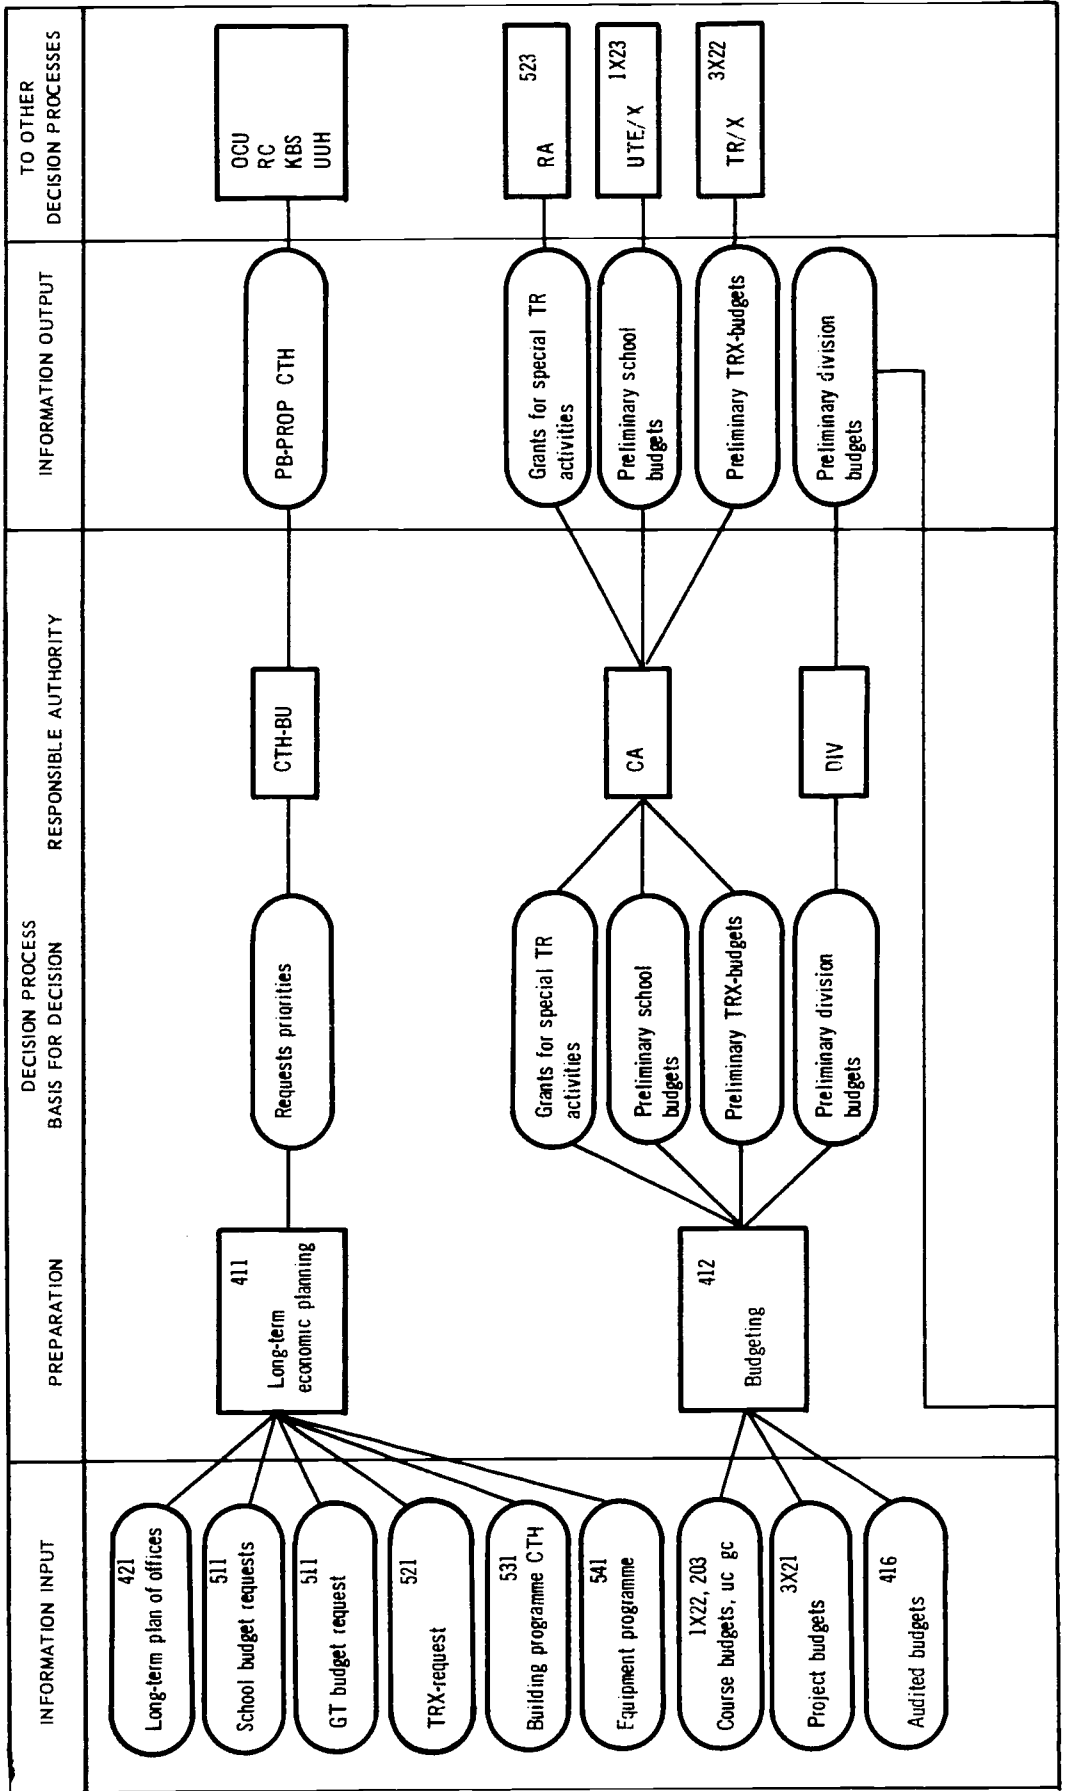 INFORMATION INPUT
DECISION PROCESS
PREPARATION
BASIS FOR DECISION
RESPONSIBLE AUTHORITY
INFORMATION OUTPUT
TO OTHER
DECISION PROCESSES
421
Long-term plan of offices
511
School budget requests
511
GT budget request
521
TRX-request
531
Building programme CTH
541
Equipment programme
411
Long-term
economic planning
Requests priorities
CTH-BU
PB-PROP CTH
OCU
RC
KBS
UUH
1X22, 203
Course budgets, uc gc
3X21
Project budgets
416
Audited budgets
412
Budgeting
Grants for special TR
activities
Preliminary school
budgets
Preliminary TRX-budgets
Preliminary division
budgets
CA
DIV
Grants for special TR
activities
Preliminary school
budgets
Preliminary TRX-budgets
Preliminary division
budgets
523
RA
1X23
UTE/X
3X22
TR/X